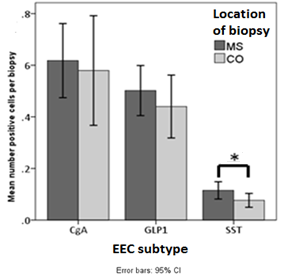 Location
of biopsy
MS
CO
Mean number positive cells per biopsy
.8
.6
.4
.2
.0
*
CgA
GLP1
SST
EEC subtype
Error bars: 95% CI